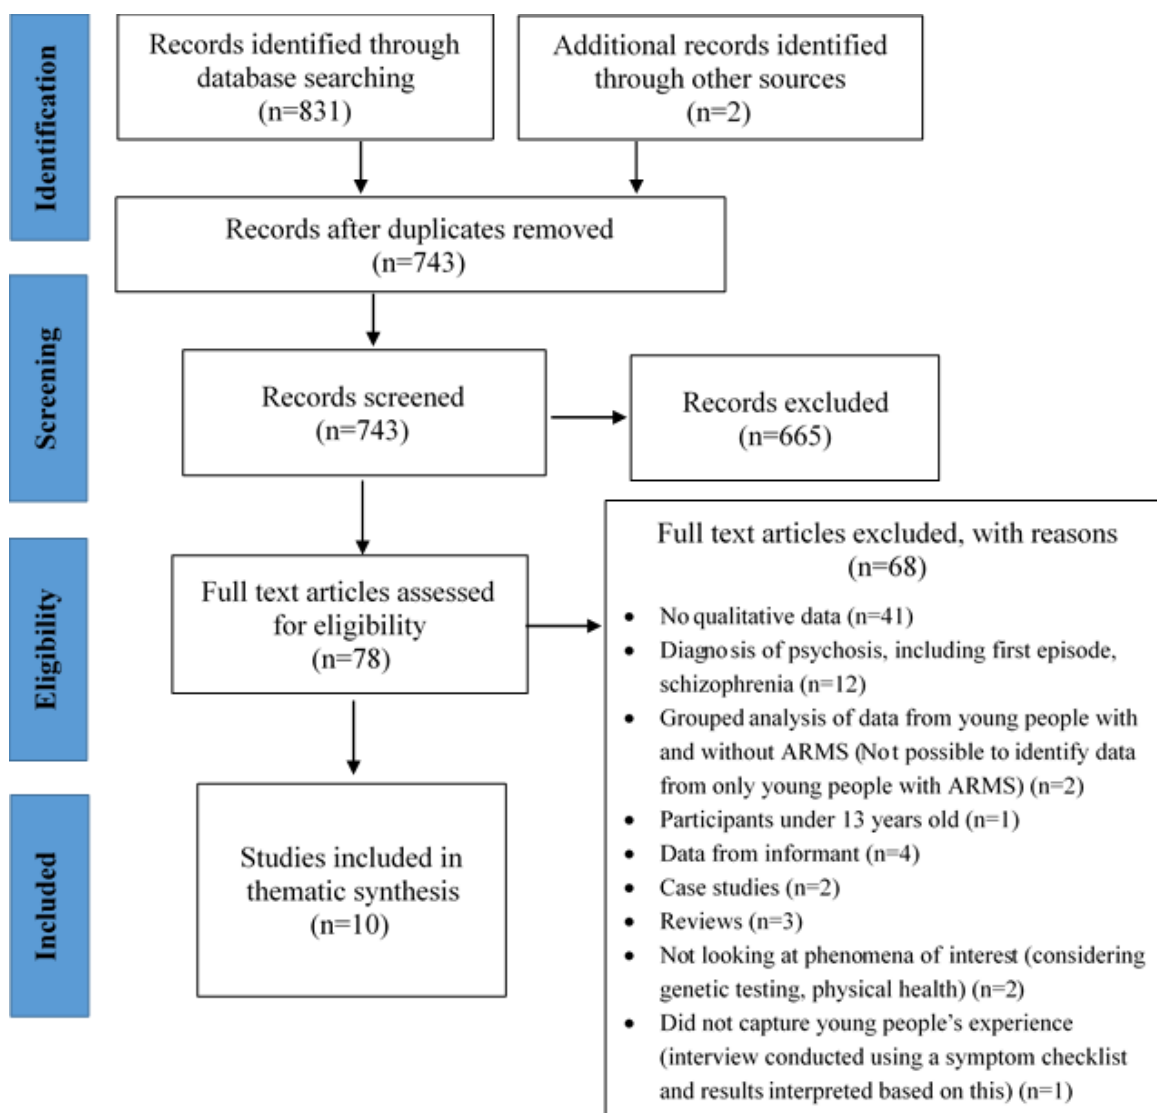 Identification
Records identified through
database searching
(n=831)
Additional records identified
through other sources
(n=2)
Records after duplicates removed
(n=743)
Screening
Records screened
(n=743)
Records excluded
(n=665)
Eligibility
Full text articles assessed
for eligibility
(n=78)
Full text articles excluded, with reasons
(n=68)
• No qualitative data (n=41)
• Diagnosis of psychosis, including first episode,
schizophrenia (n=12)
• Grouped analysis of data from young people with
and without ARMS (Not possible to identify data
from only young people with ARMS) (n=2)
• Participants under 13 years old (n=1)
• Data from informant (n=4)
• Case studies (n=2)
• Reviews (n=3)
• Not looking at phenomena of interest (considering
genetic testing, physical health) (n=2)
• Did not capture young people’s experience
(interview conducted using a symptom checklist
and results interpreted based on this) (n=1)
Included
Studies included in
thematic synthesis
(n=10)